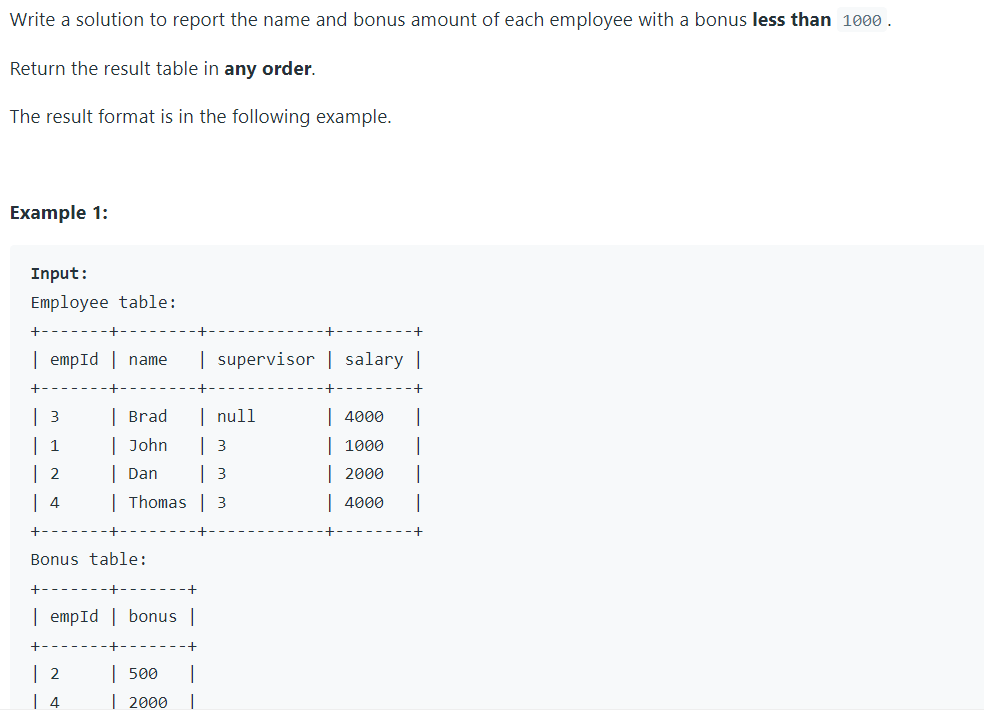 Write a solution to report the name and bonus amount of each employee with a bonus less than 1000.
Return the result table in any order.
The result format is in the following example.
Example 1:
Input:
Employee table:
+-------+--------+------------+--------+
| empId | name   | supervisor | salary |
+-------+--------+------------+--------+
| 3     | Brad   | null       | 4000   |
| 1     | John   | 3          | 1000   |
| 2     | Dan    | 3          | 2000   |
| 4     | Thomas | 3          | 4000   |
+-------+--------+------------+--------+
Bonus table:
+-------+-------+
| empId | bonus |
+-------+-------+
| 2     | 500   |
| 4     | 2000  |